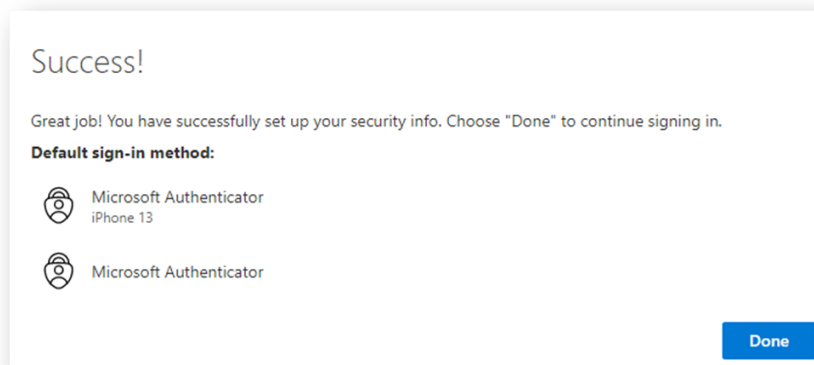 Success!
Great job! You have successfully set up your security info. Choose "Done" to continue signing in.
Default sign-in method:
Microsoft Authenticator
iPhone 13
Microsoft Authenticator
Done